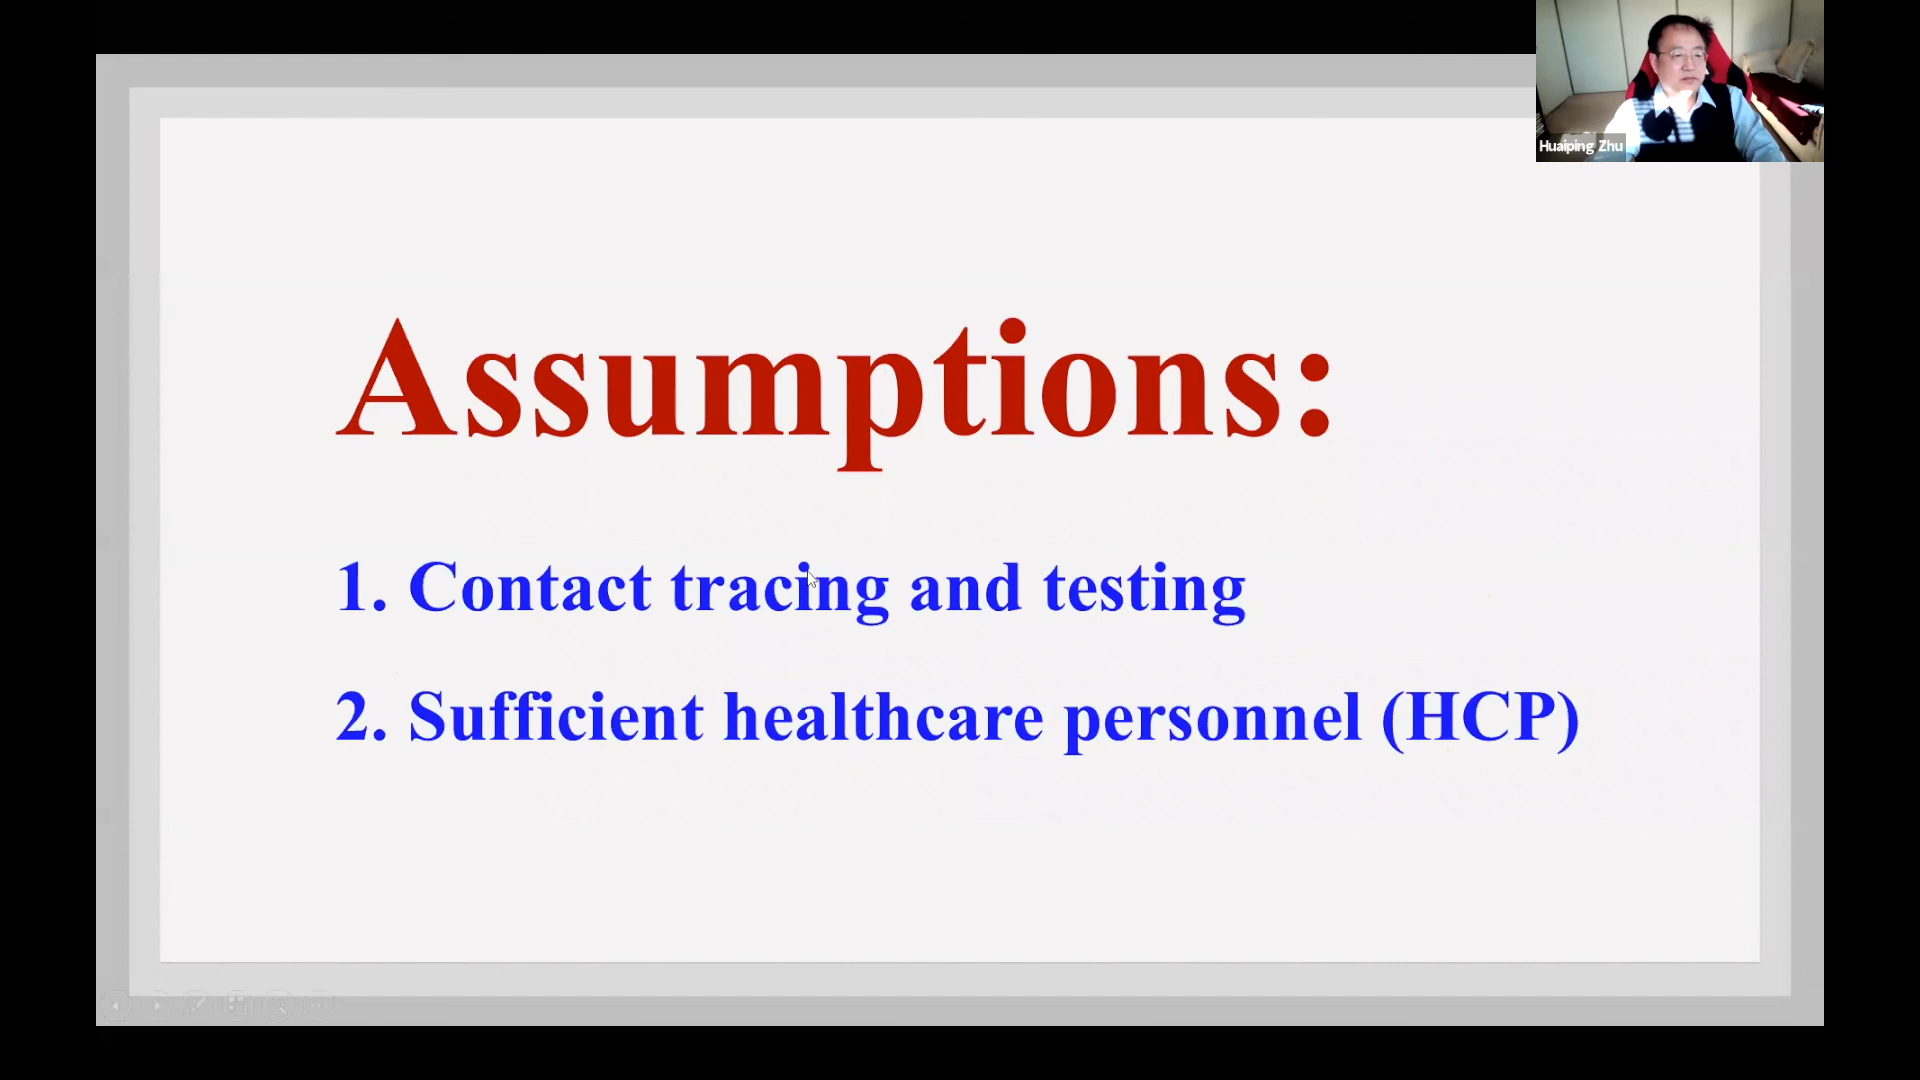 Huaiping Zhu
Assumptions:
1. Contact tracing and testing
2. Sufficient healthcare personnel (HCP)